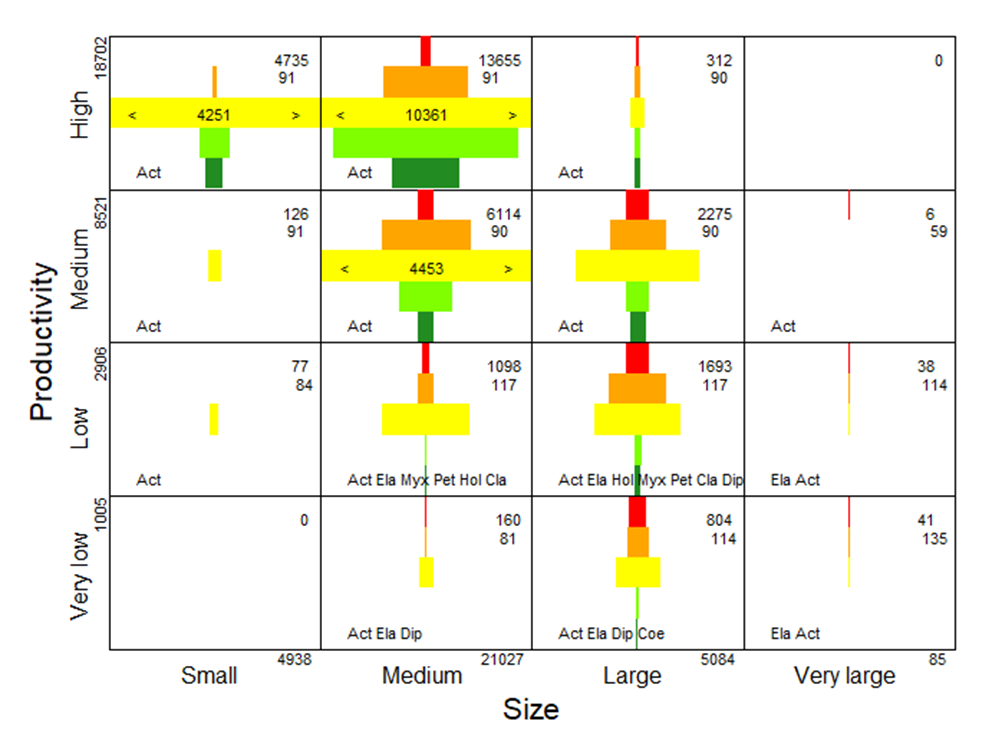 Productivity
High
18702
4735
91
< 4251 >
Act
13655
91
< 10361 >
Act
312
90
Act
0
Medium
8521
126
91
Act
6114
90
< 4453 >
Act
2275
90
Act
6
59
Act
Low
2906
77
84
Act
1098
117
Act Ela Myx Pet Hol Cla
1693
117
Act Ela Hol Myx Pet Cla Dip
38
114
Ela Act
Very low
1005
0
160
81
Act Ela Dip
804
114
Act Ela Dip Coe
41
135
Ela Act
4938
21027
5084
85
Small
Medium
Large
Very large
Size